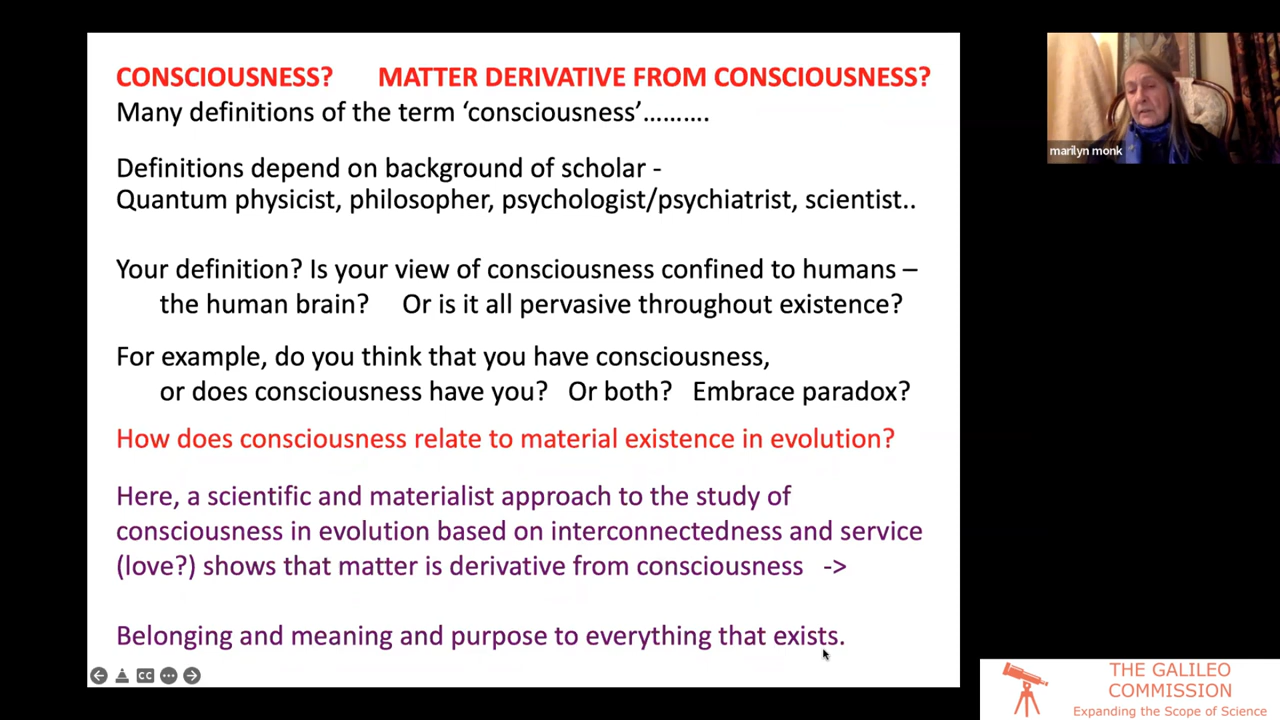 CONSCIOUSNESS? MATTER DERIVATIVE FROM CONSCIOUSNESS?
Many definitions of the term ‘consciousness’……….
Definitions depend on background of scholar -
Quantum physicist, philosopher, psychologist/psychiatrist, scientist..
Your definition? Is your view of consciousness confined to humans –
the human brain? Or is it all pervasive throughout existence?
For example, do you think that you have consciousness,
or does consciousness have you? Or both? Embrace paradox?
How does consciousness relate to material existence in evolution?
Here, a scientific and materialist approach to the study of
consciousness in evolution based on interconnectedness and service
(love?) shows that matter is derivative from consciousness ->
Belonging and meaning and purpose to everything that exists.
CC
marilyn monk
THE GALILEO
COMMISSION
Expanding the Scope of Science